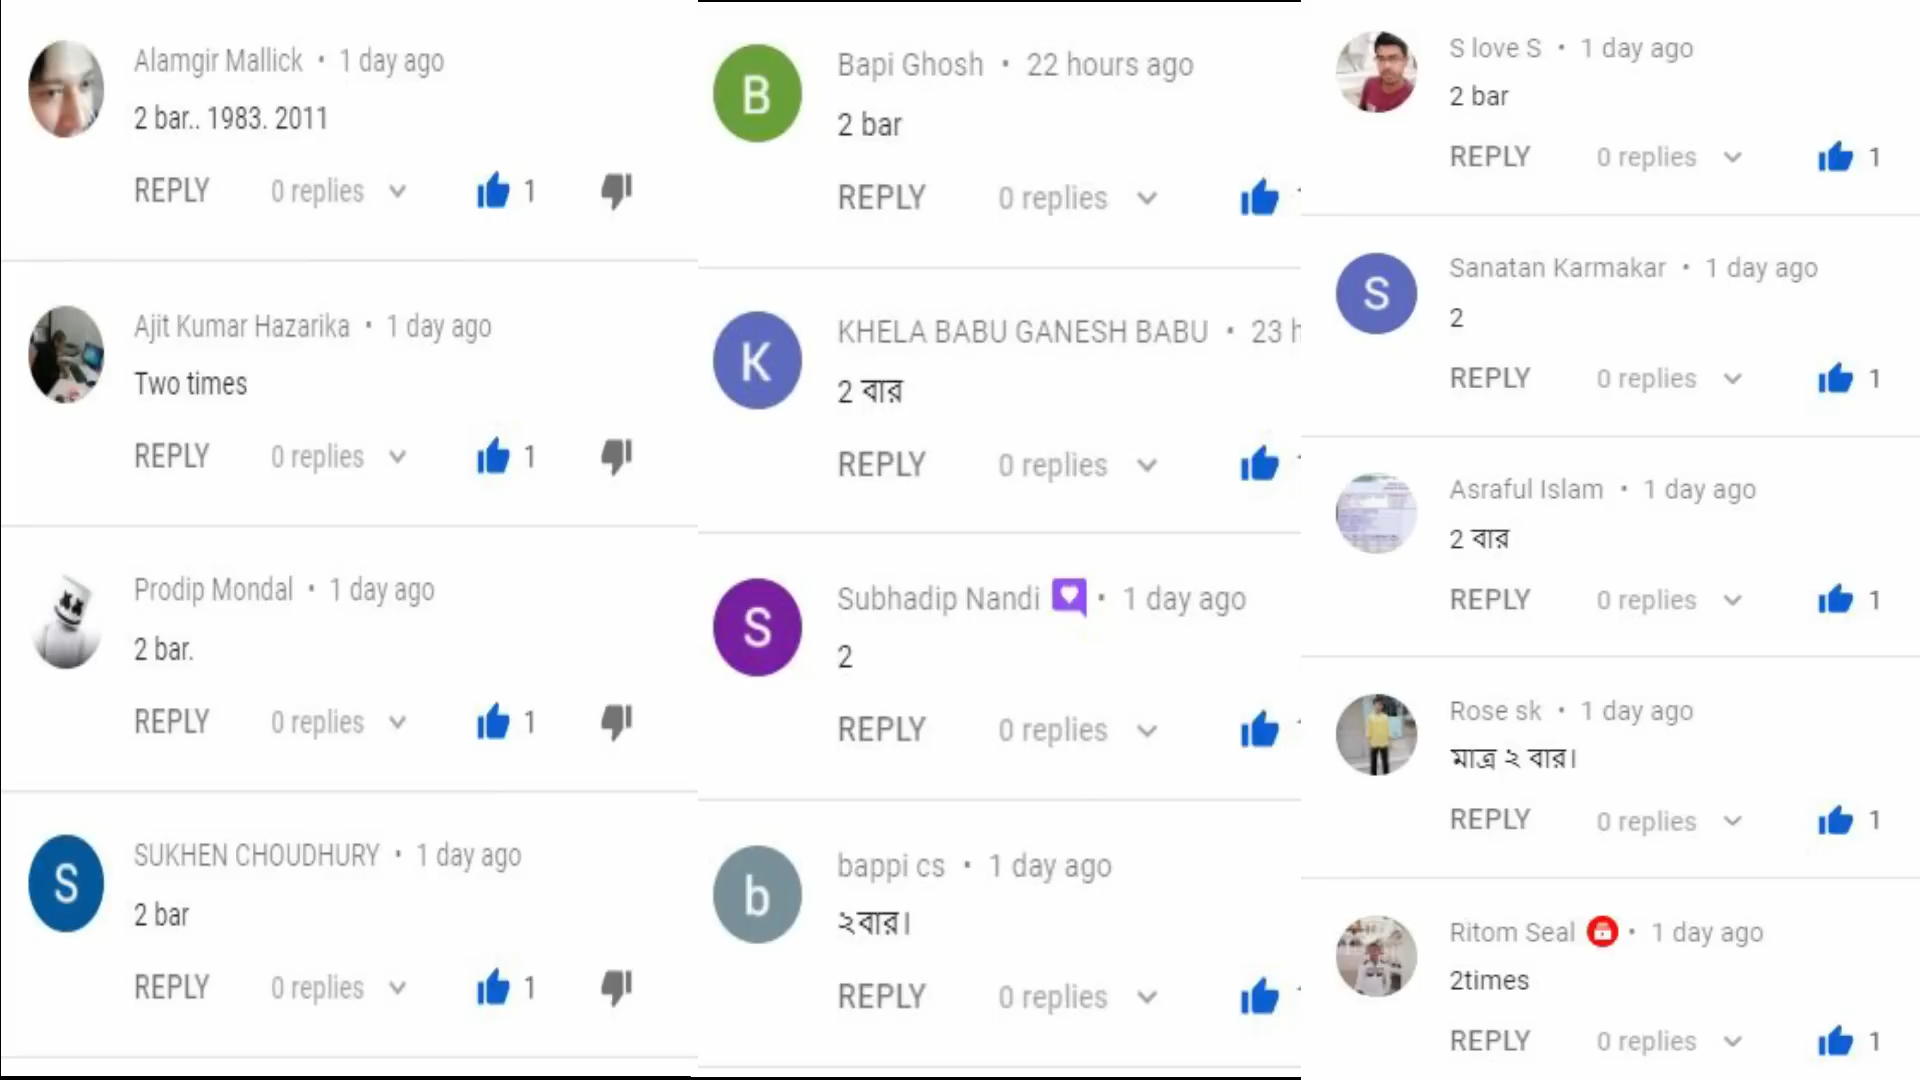 Alamgir Mallick • 1 day ago
2 bar.. 1983. 2011
REPLY 0 replies 1
Ajit Kumar Hazarika • 1 day ago
Two times
REPLY 0 replies 1
Prodip Mondal • 1 day ago
2 bar.
REPLY 0 replies 1
S
SUKHEN CHOUDHURY • 1 day ago
2 bar
REPLY 0 replies 1
B
Bapi Ghosh • 22 hours ago
2 bar
REPLY 0 replies
K
KHELA BABU GANESH BABU • 23 h
2 বার
REPLY 0 replies
S
Subhadip Nandi • 1 day ago
2
REPLY 0 replies
b
bappi cs • 1 day ago
২বার।
REPLY 0 replies
S love S • 1 day ago
2 bar
REPLY 0 replies 1
S
Sanatan Karmakar • 1 day ago
2
REPLY 0 replies 1
Asraful Islam • 1 day ago
2 বার
REPLY 0 replies 1
Rose sk • 1 day ago
মাত্র ২ বার।
REPLY 0 replies 1
Ritom Seal • 1 day ago
2times
REPLY 0 replies 1